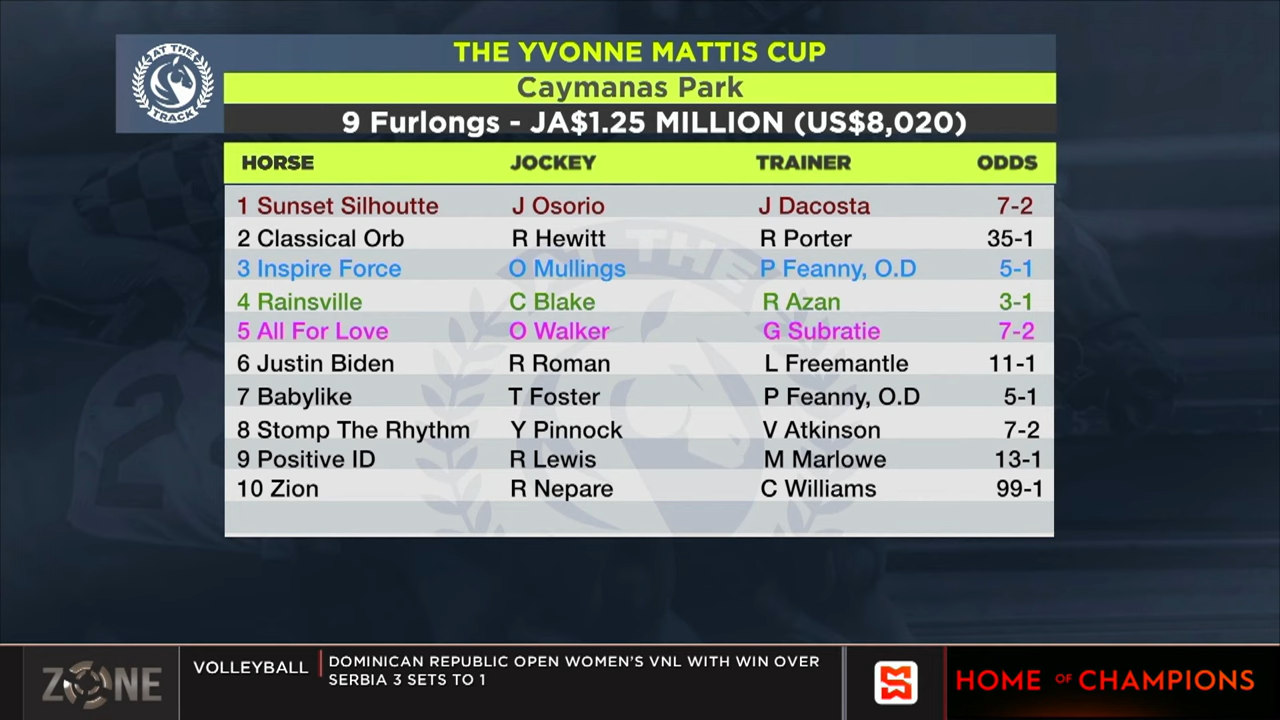 AT THE
TRACK
THE YVONNE MATTIS CUP
Caymanas Park
9 Furlongs - JA$1.25 MILLION (US$8,020)
HORSE JOCKEY TRAINER ODDS
1 Sunset Silhoutte J Osorio J Dacosta 7-2
2 Classical Orb R Hewitt R Porter 35-1
3 Inspire Force O Mullings P Feanny, O.D 5-1
4 Rainsville C Blake R Azan 3-1
5 All For Love O Walker G Subratie 7-2
6 Justin Biden R Roman L Freemantle 11-1
7 Babylike T Foster P Feanny, O.D 5-1
8 Stomp The Rhythm Y Pinnock V Atkinson 7-2
9 Positive ID R Lewis M Marlowe 13-1
10 Zion R Nepare C Williams 99-1
ZONE
VOLLEYBALL
DOMINICAN REPUBLIC OPEN WOMEN'S VNL WITH WIN OVER
SERBIA 3 SETS TO 1
HOME OF CHAMPIONS